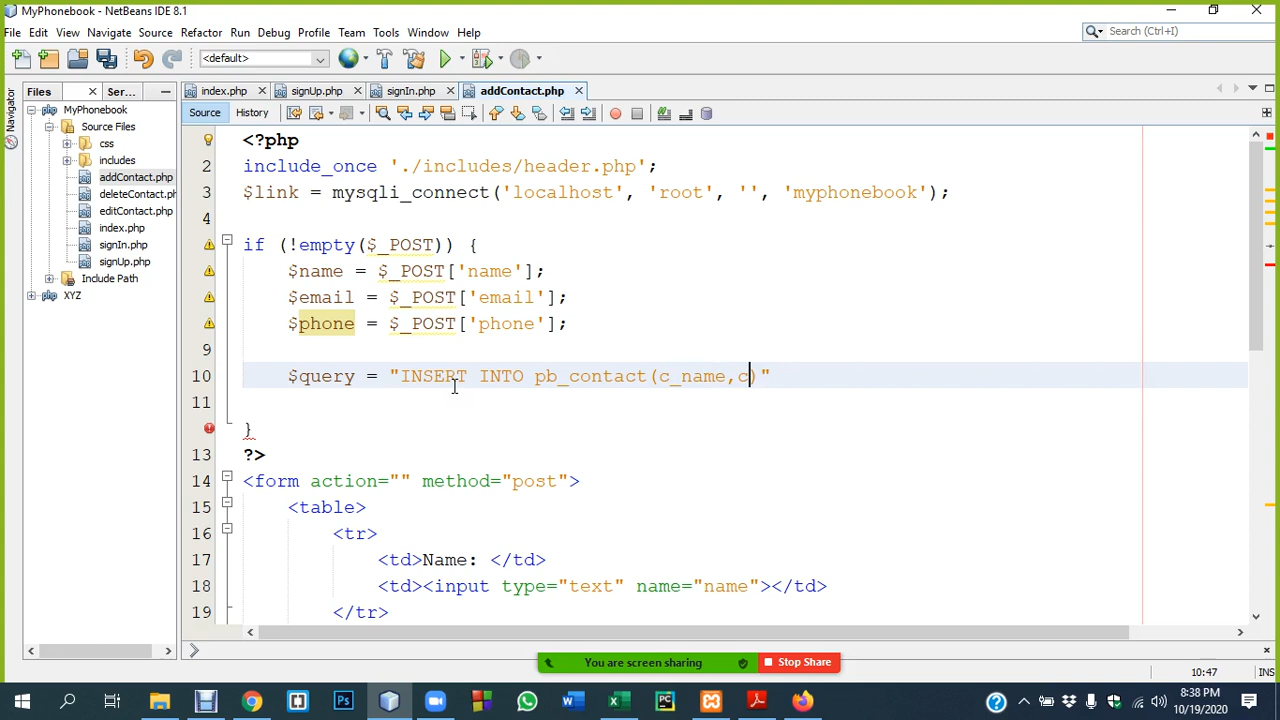 MyPhonebook - NetBeans IDE 8.1
File Edit View Navigate Source Refactor Run Debug Profile Team Tools Window Help
Search (Ctrl+I)
<default>
Files
Ser...
index.php
signUp.php
signIn.php
addContact.php
Navigator
MyPhonebook
Source Files
css
includes
addContact.php
deleteContact.ph
editContact.php
index.php
signIn.php
signUp.php
Include Path
XYZ
Source History
<?php
2 include_once './includes/header.php';
3 $link = mysqli_connect('localhost', 'root', '', 'myphonebook');
4
if (!empty($_POST)) {
$name = $_POST['name'];
$email = $_POST['email'];
$phone = $_POST['phone'];
9
10 $query = "INSERT INTO pb_contact(c_name,c)"
11
}
13 ?>
14 <form action="" method="post">
15 <table>
16 <tr>
17 <td>Name: </td>
18 <td><input type="text" name="name"></td>
19 </tr>
You are screen sharing
Stop Share
10:47
INS
8:38 PM
10/19/2020